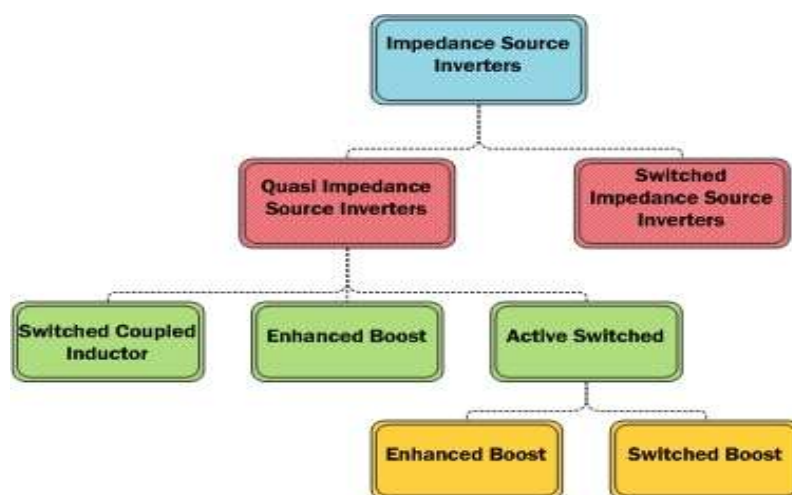 Impedance Source
Inverters
Quasi Impedance
Source Inverters
Switched
Impedance Source
Inverters
Switched Coupled
Inductor
Enhanced Boost
Active Switched
Enhanced Boost
Switched Boost